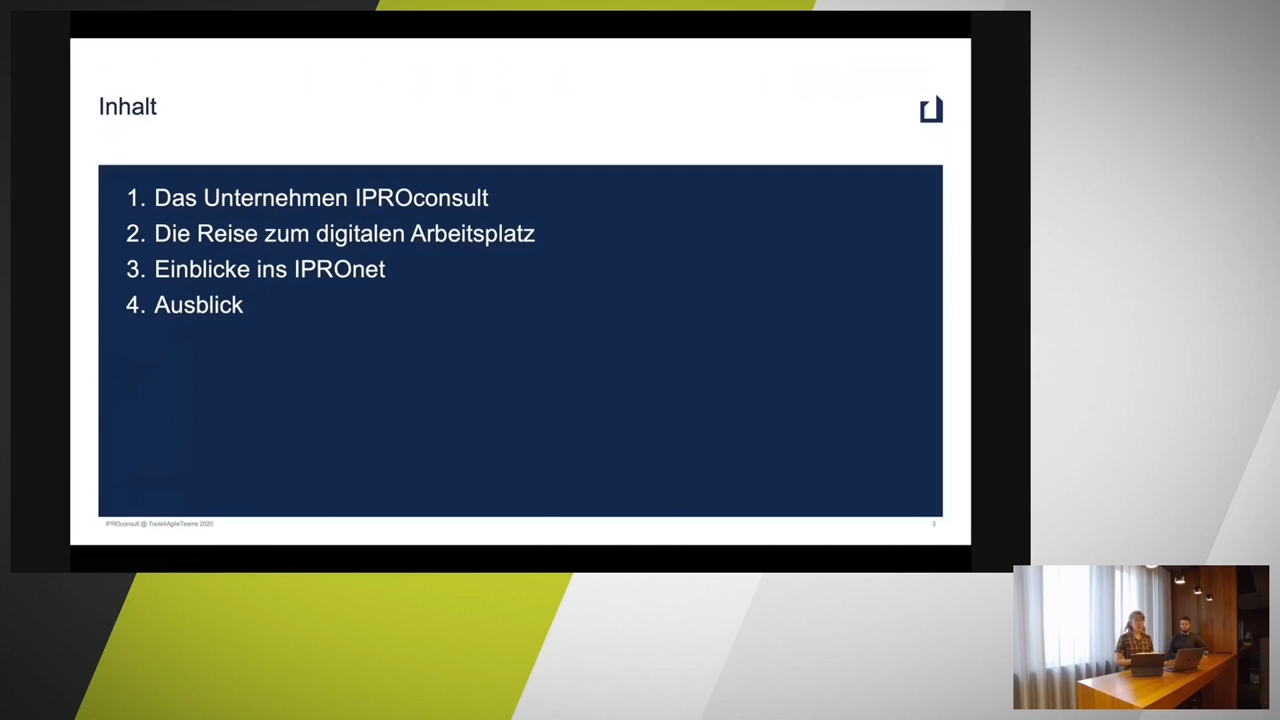 Inhalt
1. Das Unternehmen IPROconsult
2. Die Reise zum digitalen Arbeitsplatz
3. Einblicke ins IPROnet
4. Ausblick
IPROconsult @ Tools4AgileTeams 2020
3